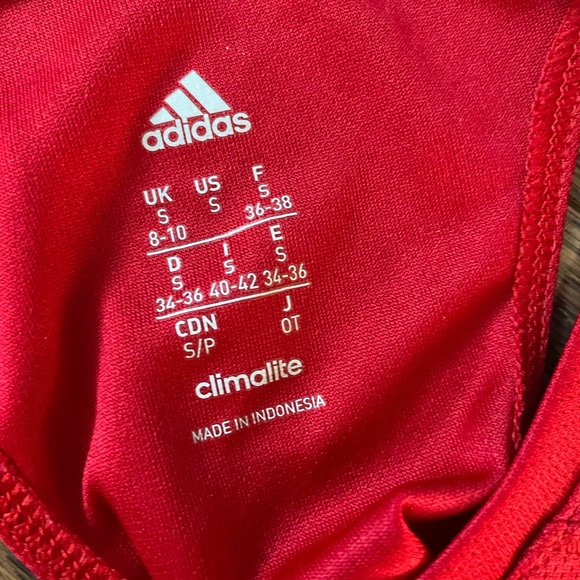 adidas
UK US F
S S S
8-10 36-38
D I E
S S S
34-36 40-42 34-36
CDN J
S/P OT
climalite
MADE IN INDONESIA